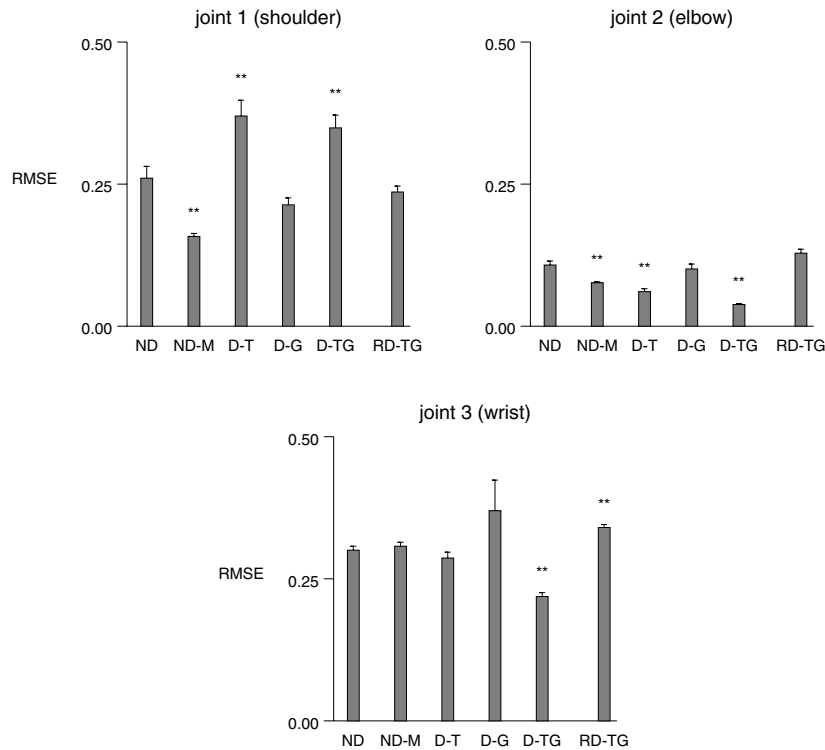 joint 1 (shoulder)
0.50
**
**
RMSE
0.25
**
0.00
ND ND-M D-T D-G D-TG RD-TG
joint 2 (elbow)
0.50
0.25
** ** **
0.00
ND ND-M D-T D-G D-TG RD-TG
joint 3 (wrist)
0.50
**
RMSE
0.25
**
0.00
ND ND-M D-T D-G D-TG RD-TG